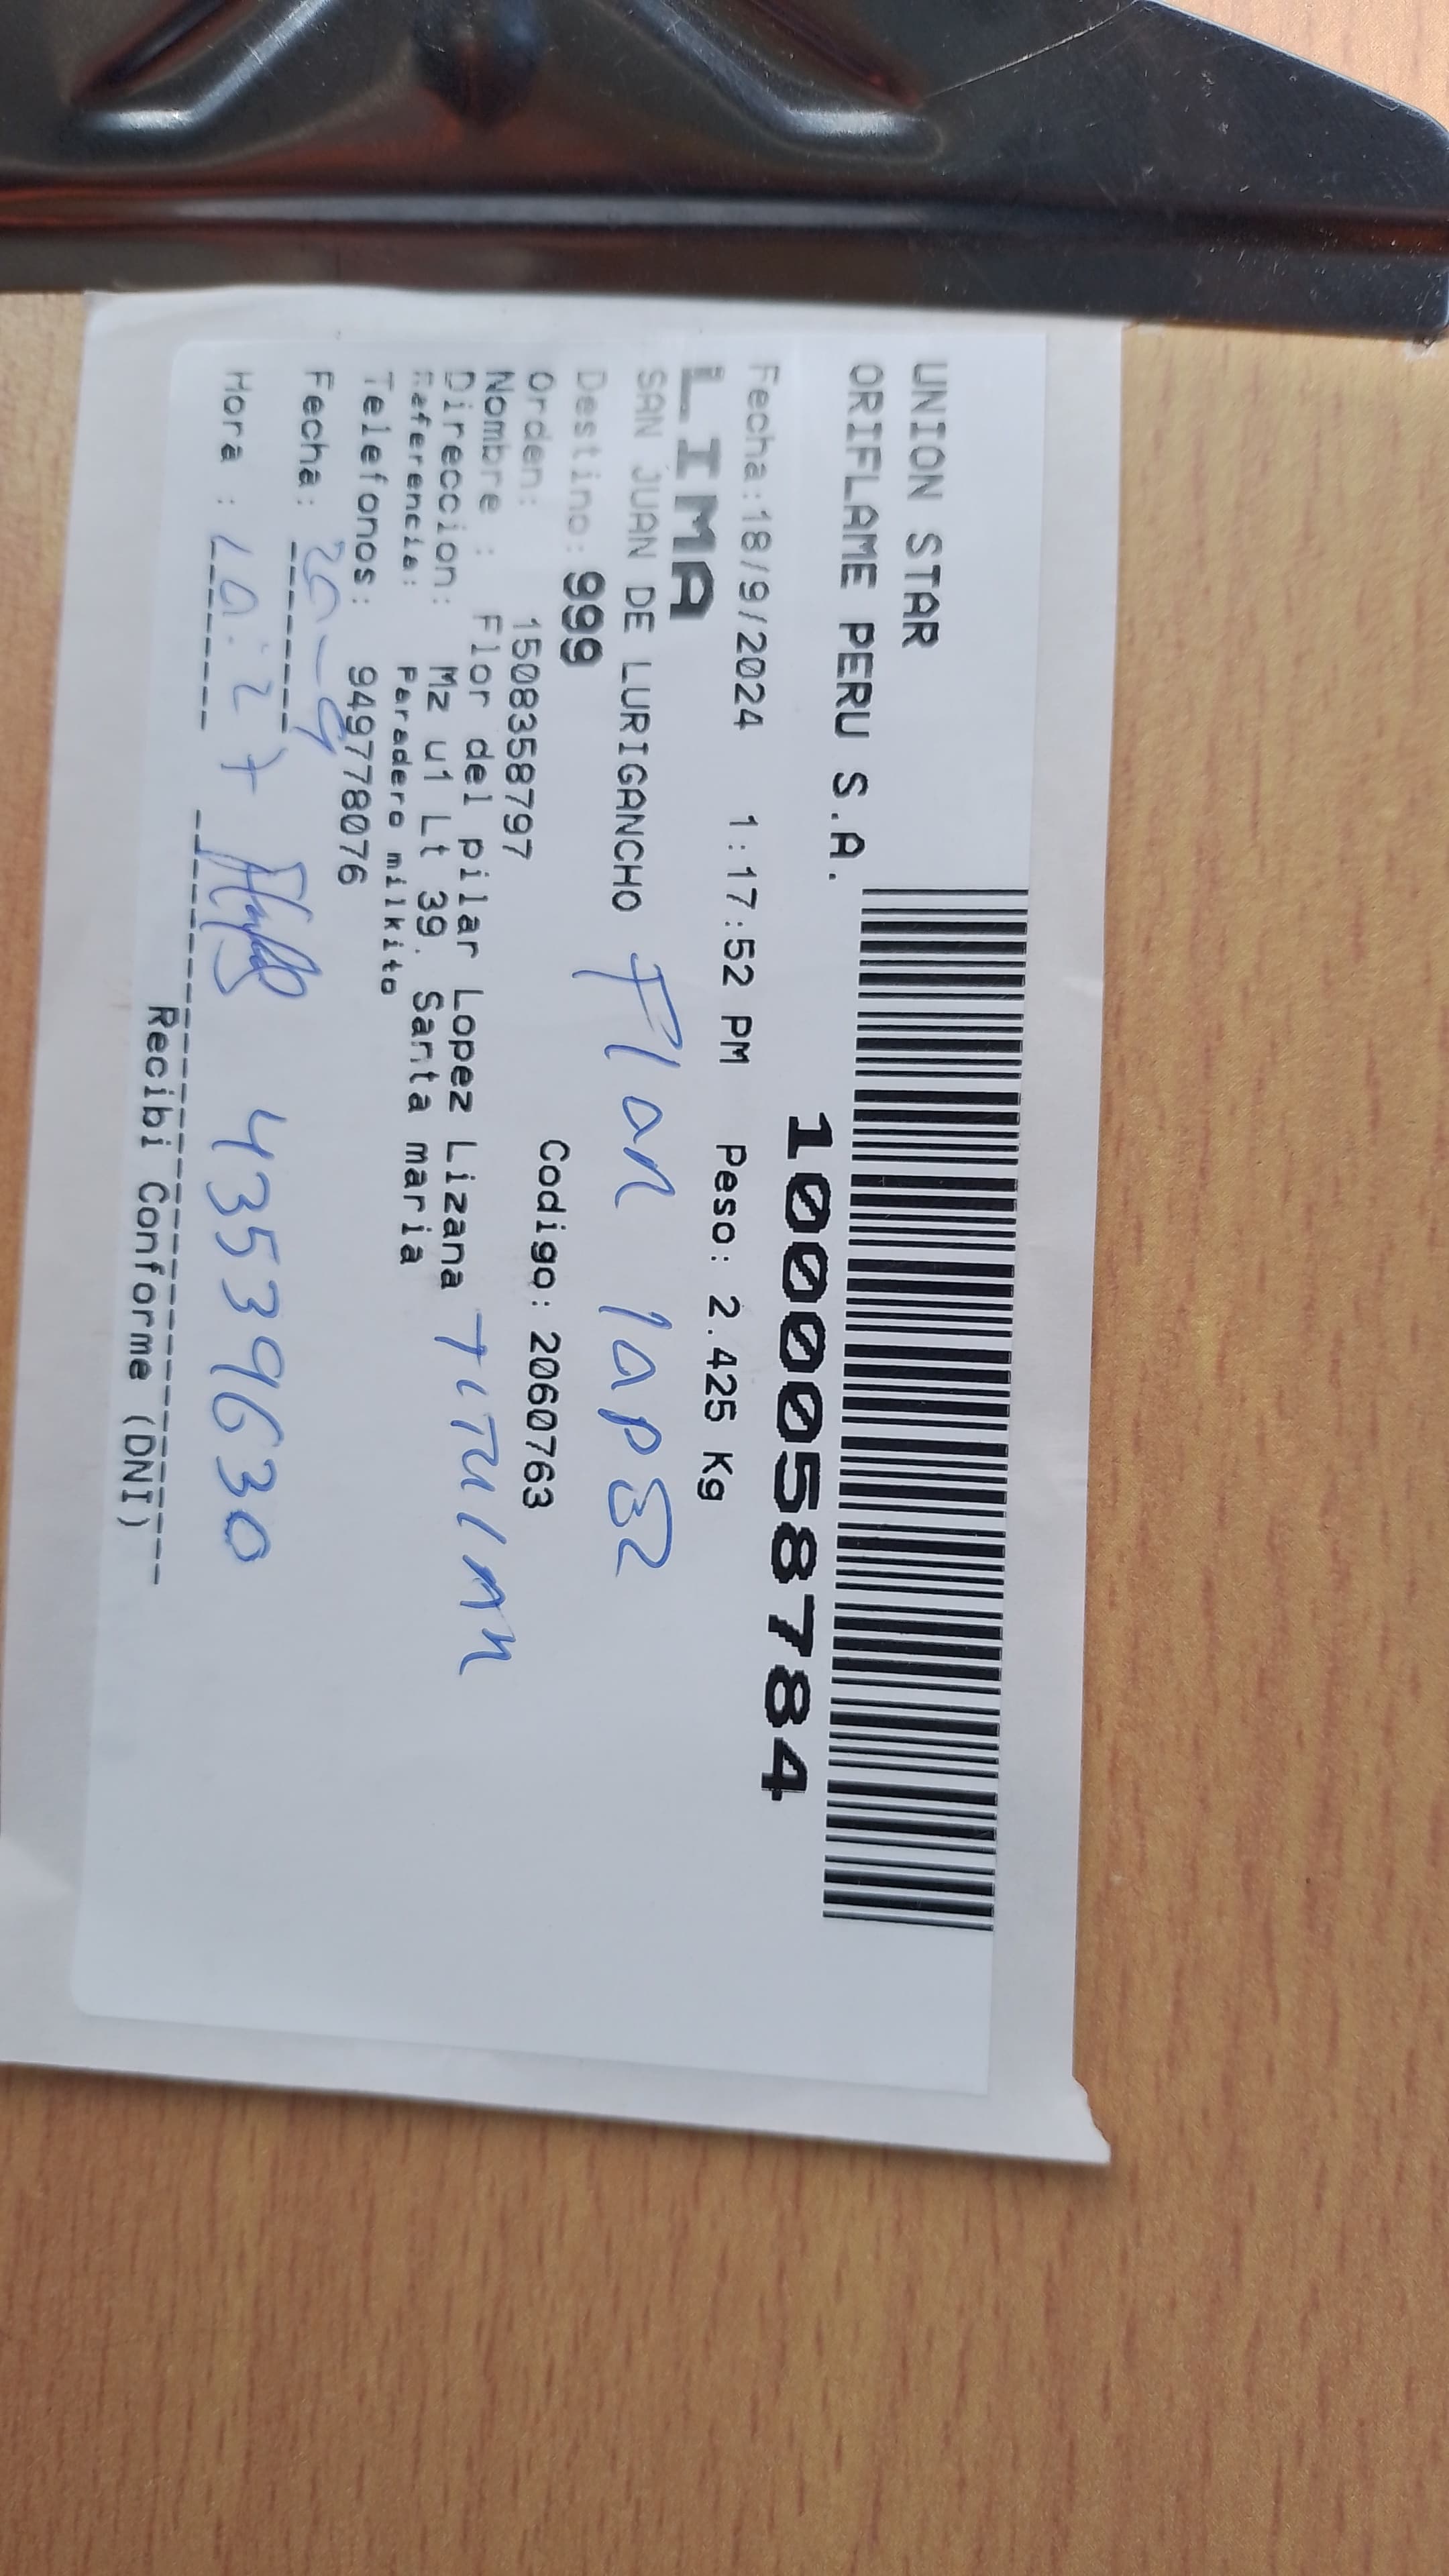 UNION STAR
ORIFLAME PERU S.A.
1000058784
Fecha:18/9/2024 1:17:52 PM Peso: 2.425 Kg
LIMA
SAN JUAN DE LURIGANCHO Flor
Destino: 999
Orden: 1508358797 Codigo: 2060763
Nombre : Flor del pilar Lopez Lizana TITULAR
Direccion: Mz u1 Lt 39. Santa maria
Referencia: Paradero milkito
Telefonos: 949778076
Fecha: 20-9
Hora : 10:27 43539630
Recibi Conforme (DNI)